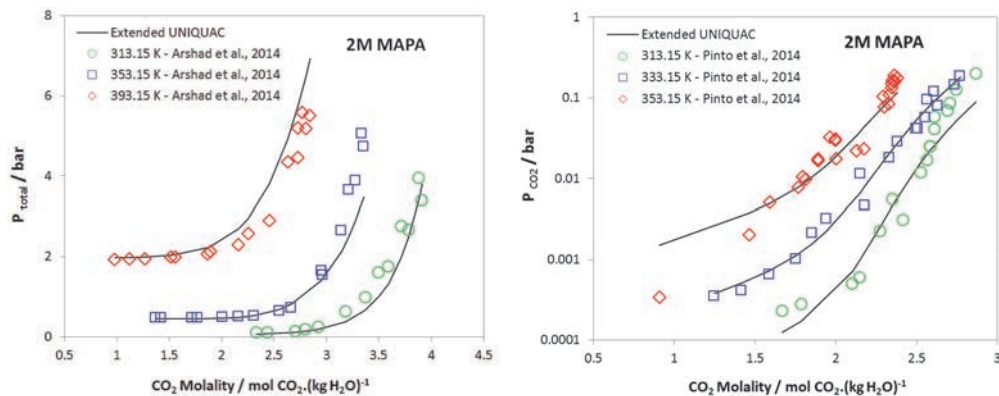 8
6
4
2
0
P total / bar
Extended UNIQUAC
313.15 K - Arshad et al., 2014
353.15 K - Arshad et al., 2014
393.15 K - Arshad et al., 2014
2M MAPA
0.5 1 1.5 2 2.5 3 3.5 4 4.5
CO2 Molality / mol CO2.(kg H2O)-1
1
0.1
0.01
0.001
0.0001
P CO2 / bar
Extended UNIQUAC
313.15 K - Pinto et al., 2014
333.15 K - Pinto et al., 2014
353.15 K - Pinto et al., 2014
2M MAPA
0.5 1 1.5 2 2.5 3
CO2 Molality / mol CO2.(kg H2O)-1